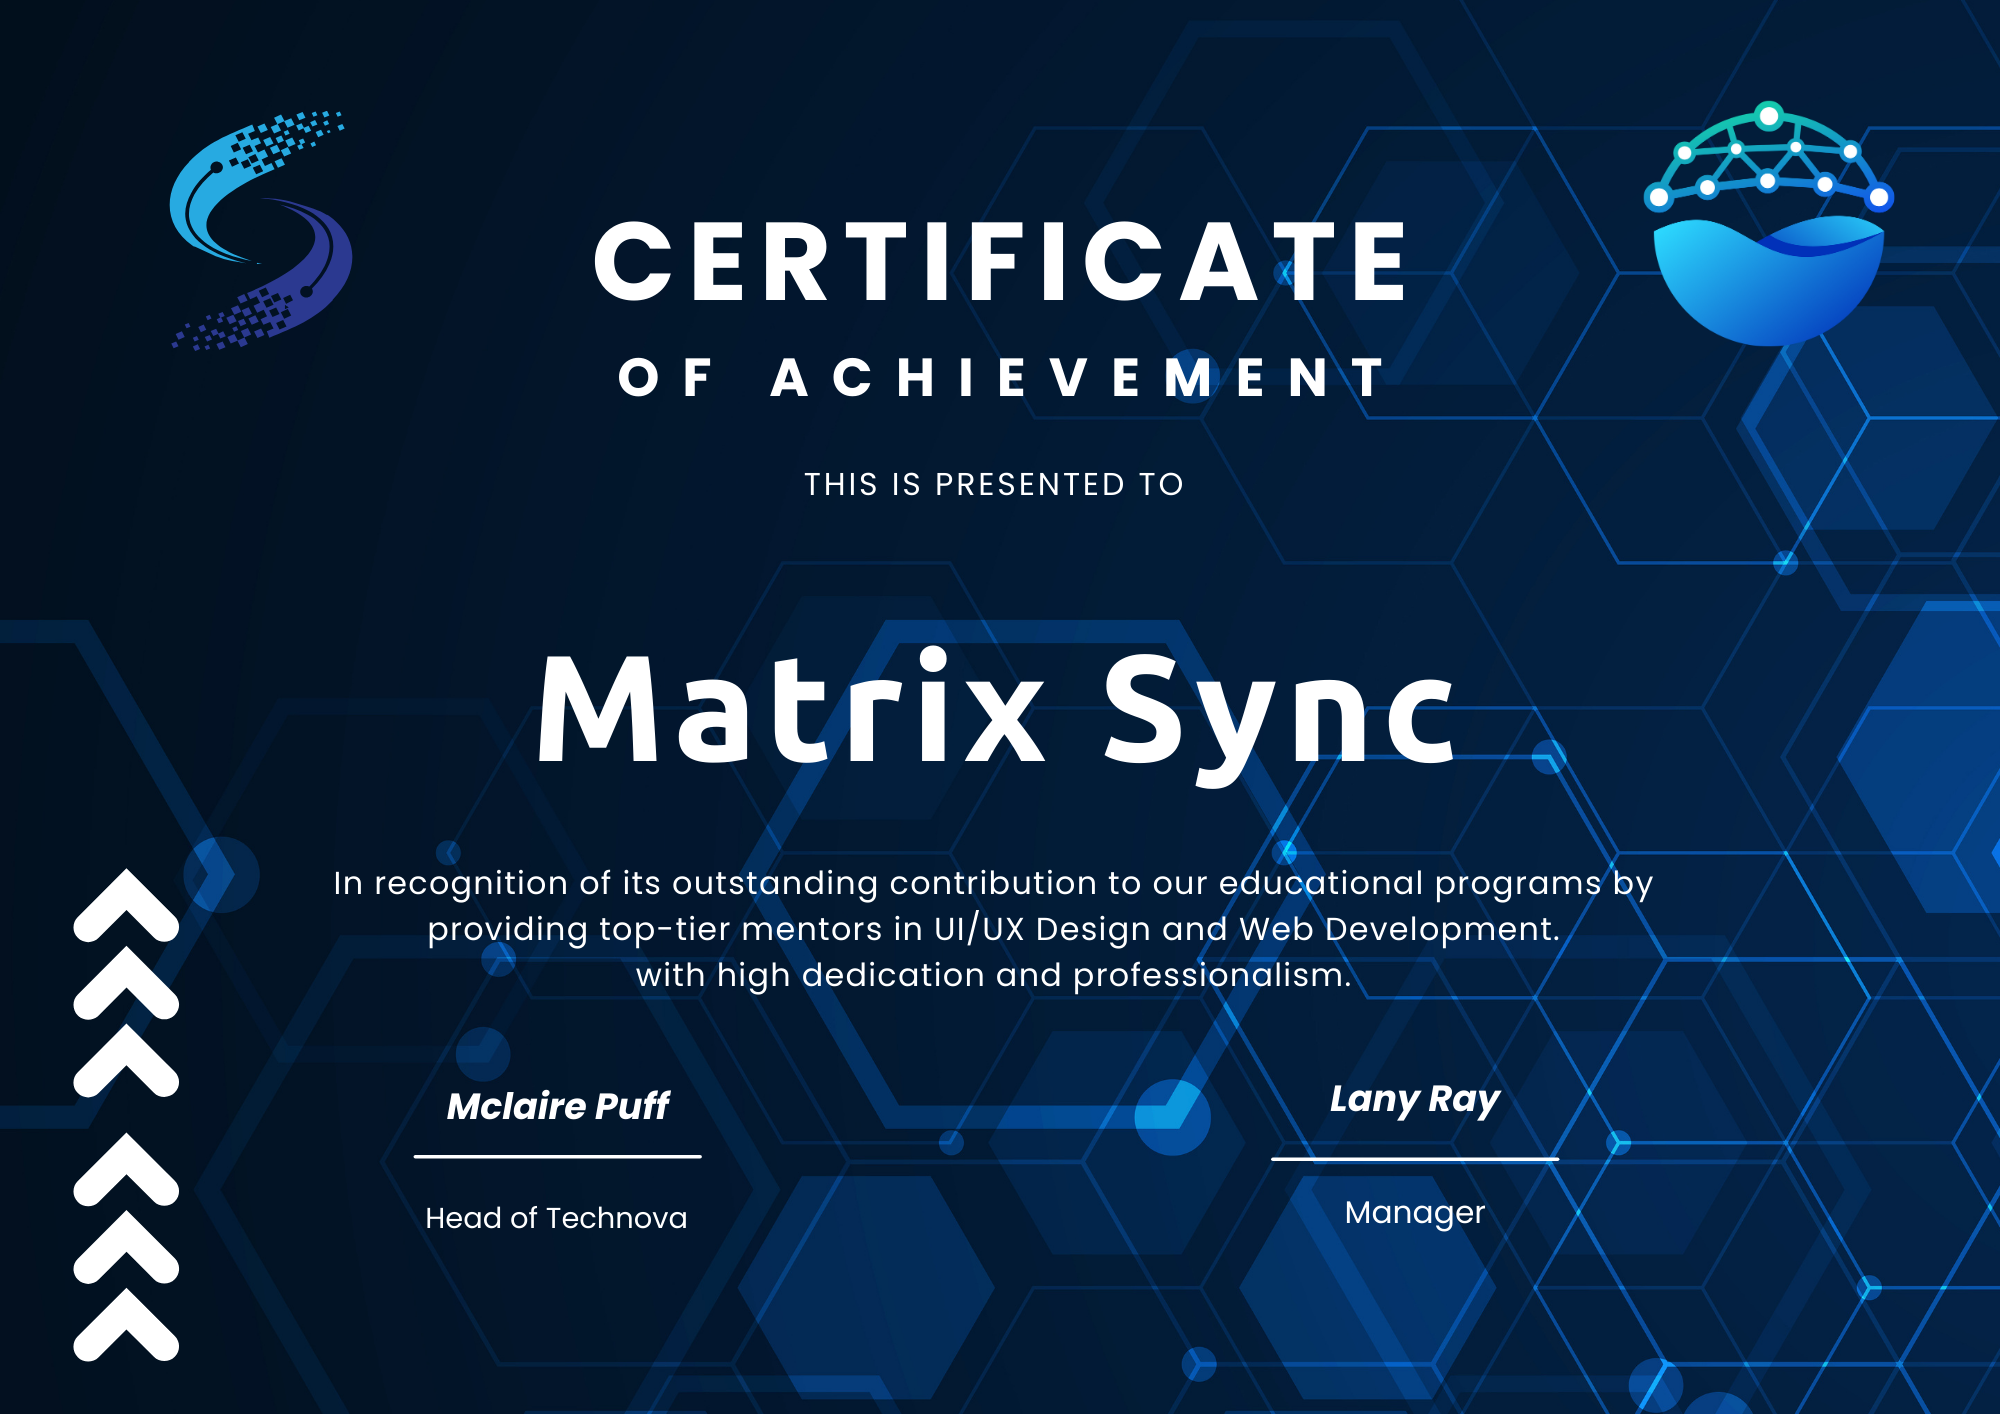 CERTIFICATE
OF ACHIEVEMENT
THIS IS PRESENTED TO
Matrix Sync
In recognition of its outstanding contribution to our educational programs by
providing top-tier mentors in UI/UX Design and Web Development.
with high dedication and professionalism.
Mclaire Puff
Lany Ray
Head of Technova
Manager